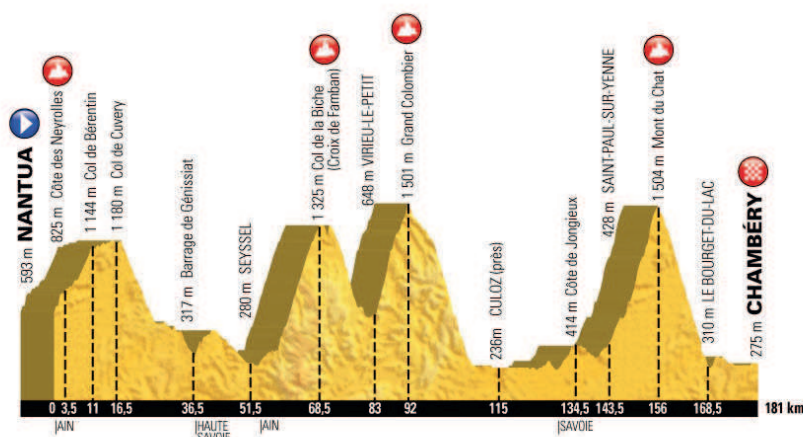 593 m NANTUA
825 m Côte des Neyrolles
1 144 m Col de Bérentin
1 180 m Col de Cuvery
317 m Barrage de Génissiat
280 m SEYSSEL
1 325 m Col de la Biche
(Croix de Famban)
648 m VIRIEU-LE-PETIT
1 501 m Grand Colombier
236m CULOZ (près)
414 m Côte de Jongieux
428 m SAINT-PAUL-SUR-YENNE
1 504 m Mont du Chat
310 m LE BOURGET-DU-LAC
275 m CHAMBÉRY
0 3,5 11 16,5 36,5 51,5 68,5 83 92 115 134,5 143,5 156 168,5 181 km
|AIN |HAUTE SAVOIE |AIN |SAVOIE